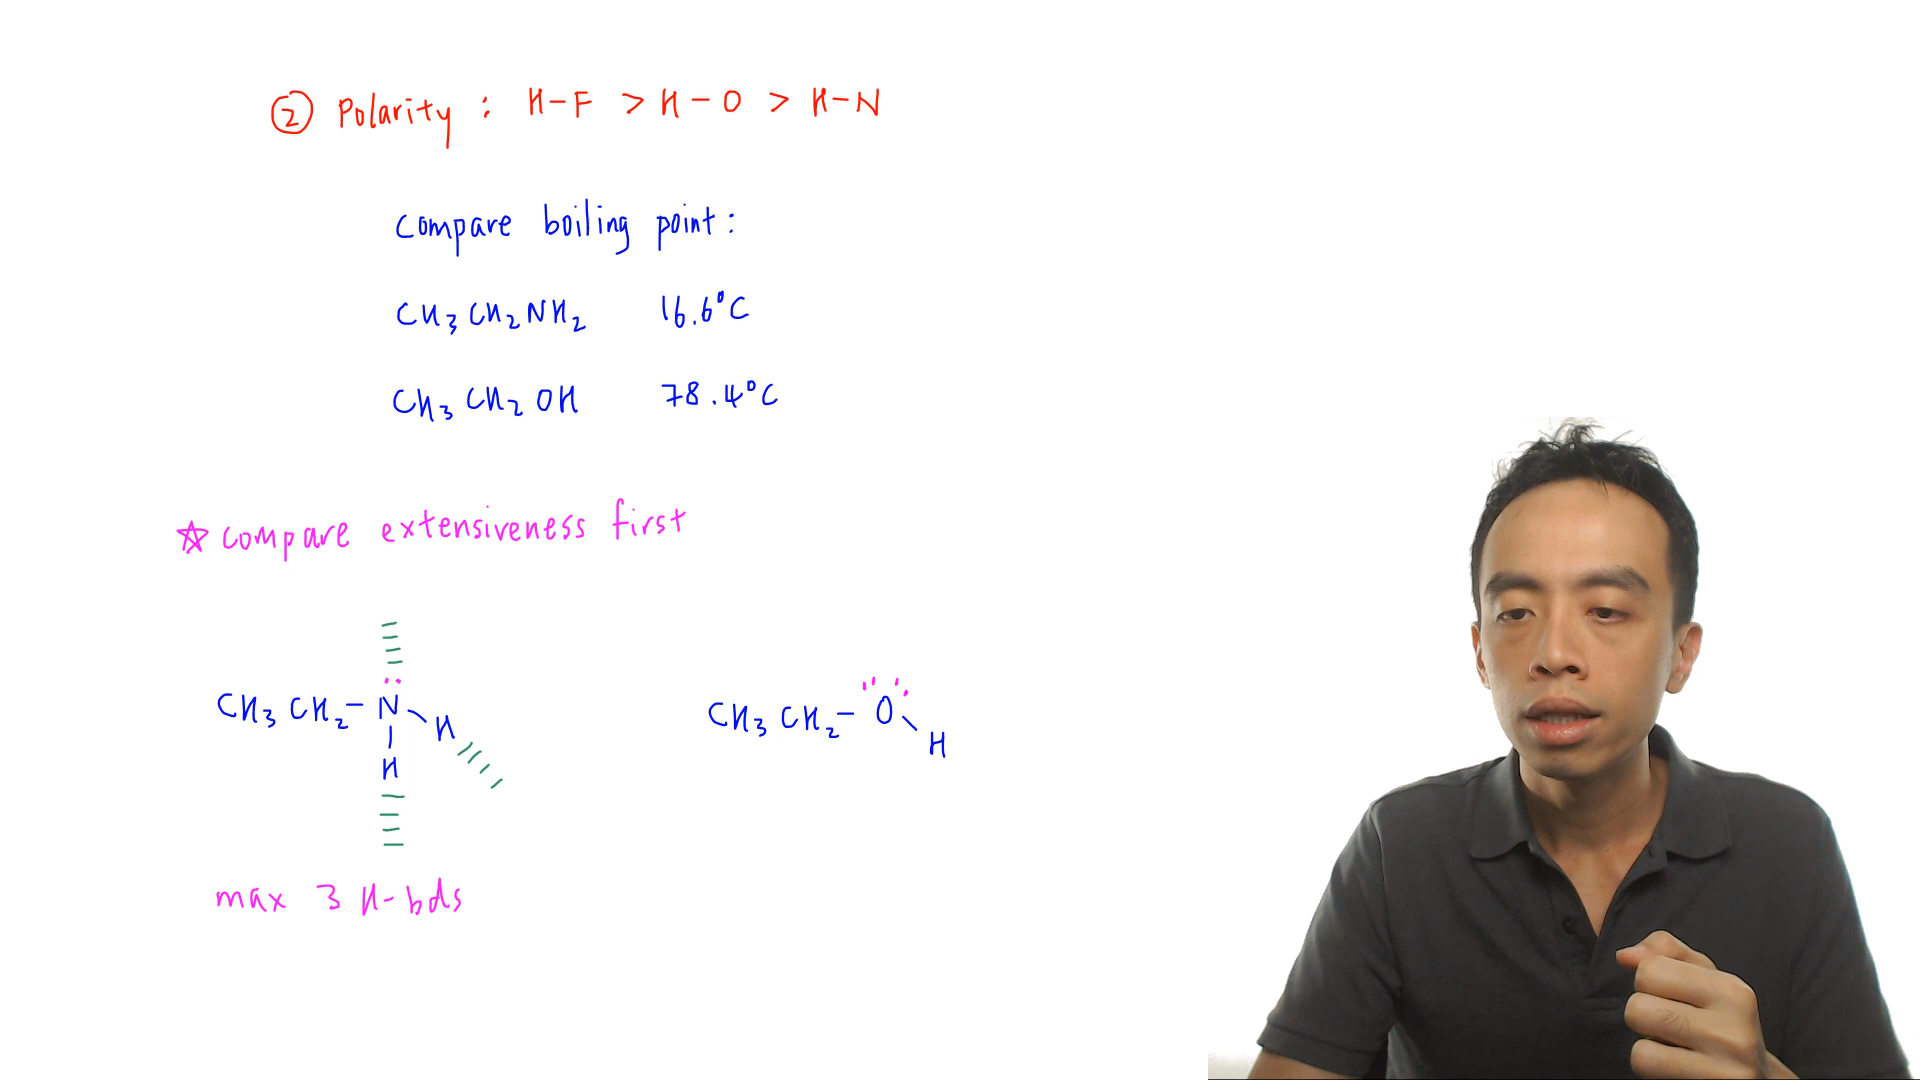 ② Polarity : H-F > H-O > H-N
Compare boiling point :
CH3CH2NH2 16.6°C
CH3CH2OH 78.4°C
☆ compare extensiveness first
CH3CH2-N-H
H
CH3CH2-O-H
max 3 H-bds